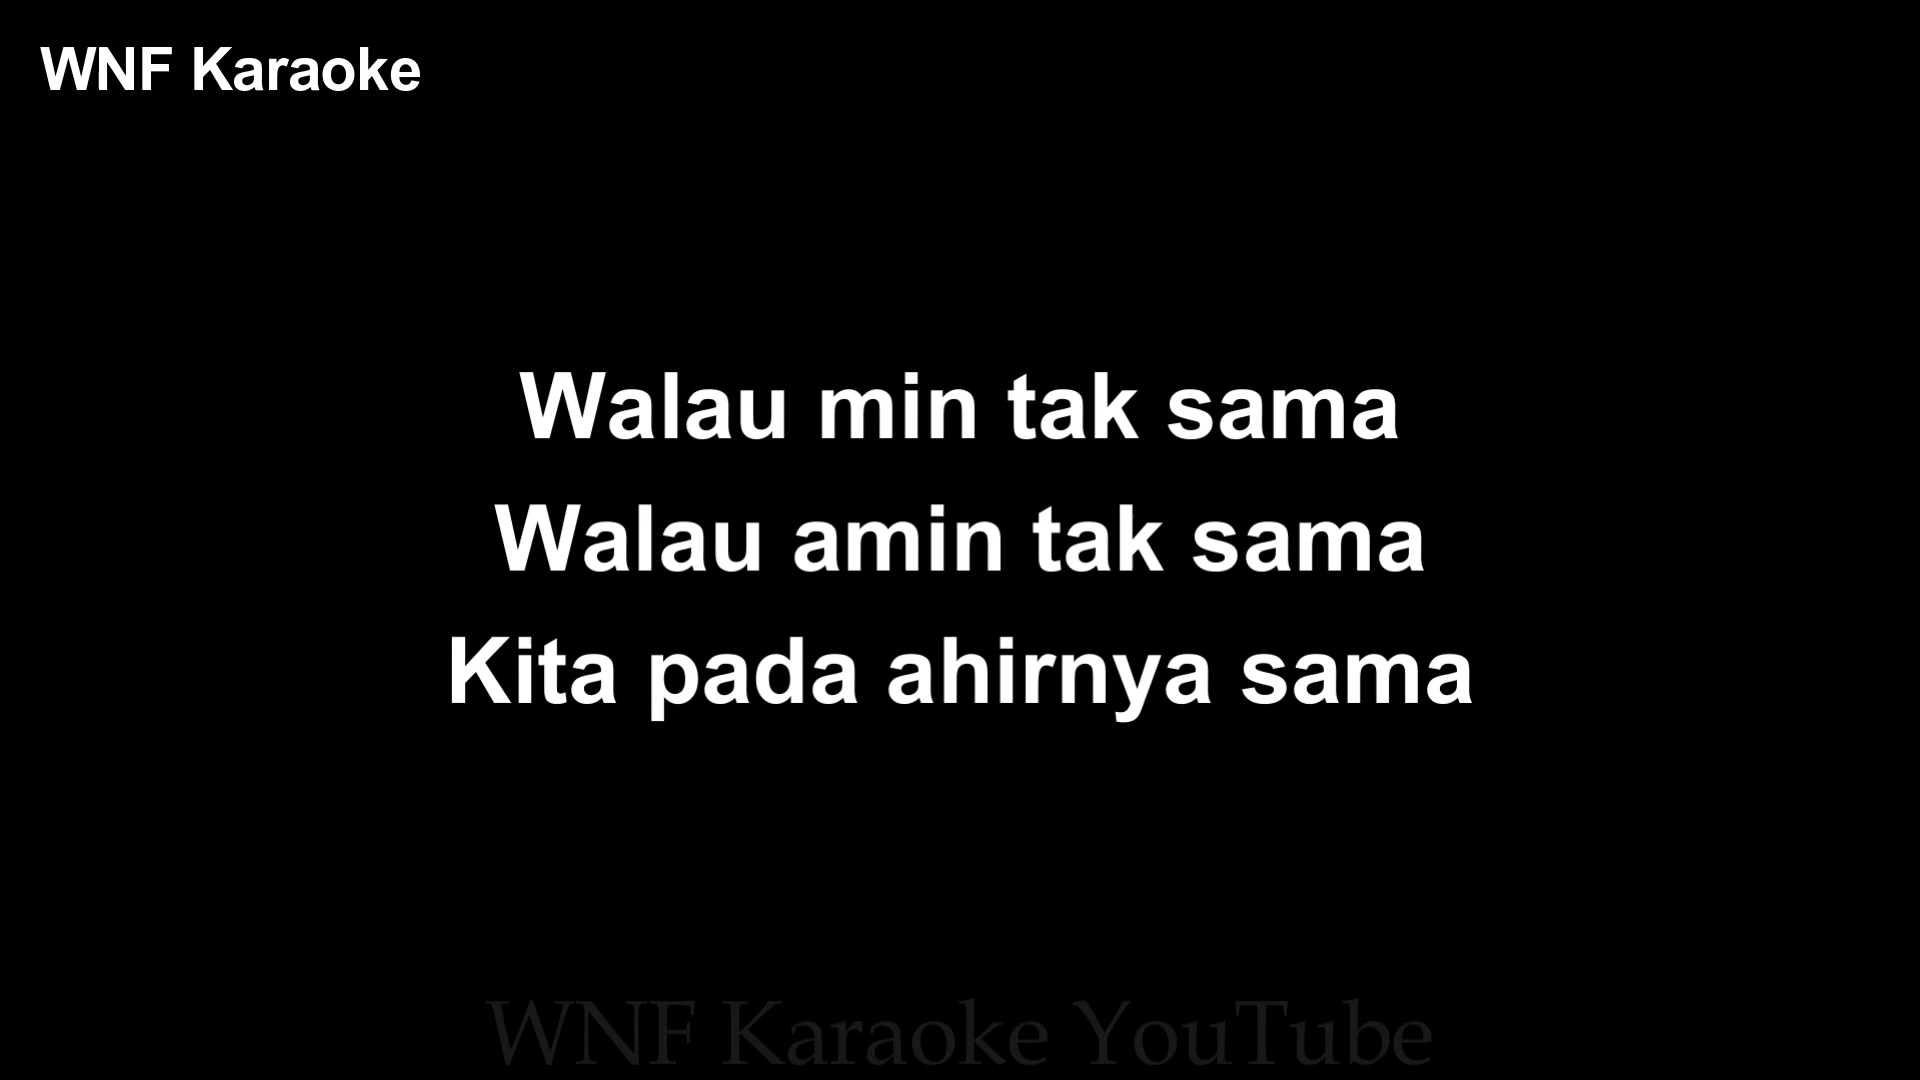 WNF Karaoke
Walau min tak sama
Walau amin tak sama
Kita pada ahirnya sama
WNF Karaoke YouTube